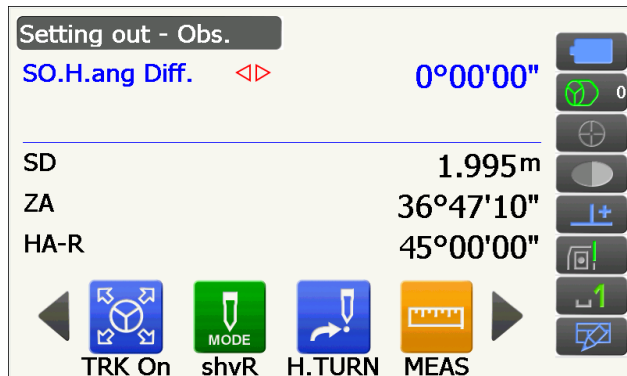 Setting out - Obs.
SO.H.ang Diff. 0°00'00"
0
SD 1.995m
ZA 36°47'10"
HA-R 45°00'00"
1
MODE
TRK On shvR H.TURN MEAS